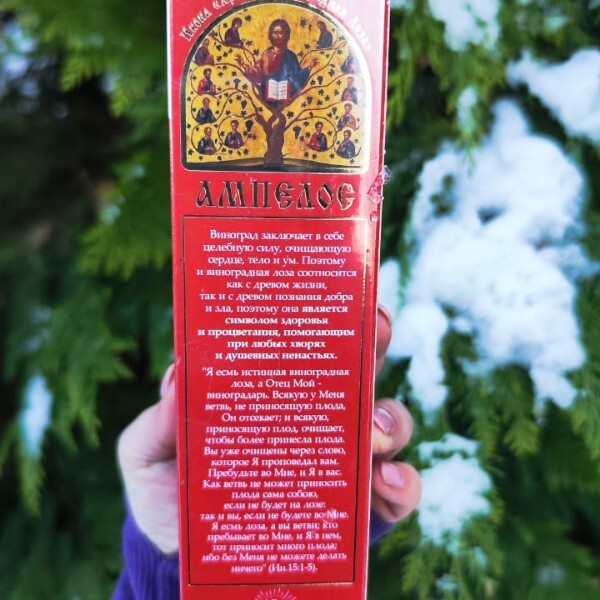 Икона
АМПЕЛОС
Виноград заключает в себе
целебную силу, очищающую
сердце, тело и ум. Поэтому
и виноградная лоза соотносится
как с древом жизни,
так и с древом познания добра
и зла, поэтому она является
символом здоровья
и процветания, помогающим
при любых хворях
и душевных ненастьях.
"Я есмь истинная виноградная
лоза, а Отец Мой -
виноградарь. Всякую у Меня
ветвь, не приносящую плода,
Он отсекает; и всякую,
приносящую плод, очищает,
чтобы более принесла плода.
Вы уже очищены через слово,
которое Я проповедал вам.
Пребудьте во Мне, и Я в вас.
Как ветвь не может приносить
плода сама собою,
если не будет на лозе:
так и вы, если не будете во Мне.
Я есмь лоза, а вы ветви; кто
пребывает во Мне, и Я в нем,
тот приносит много плода;
ибо без Меня не можете делать
ничего" (Ин.15:1-5).